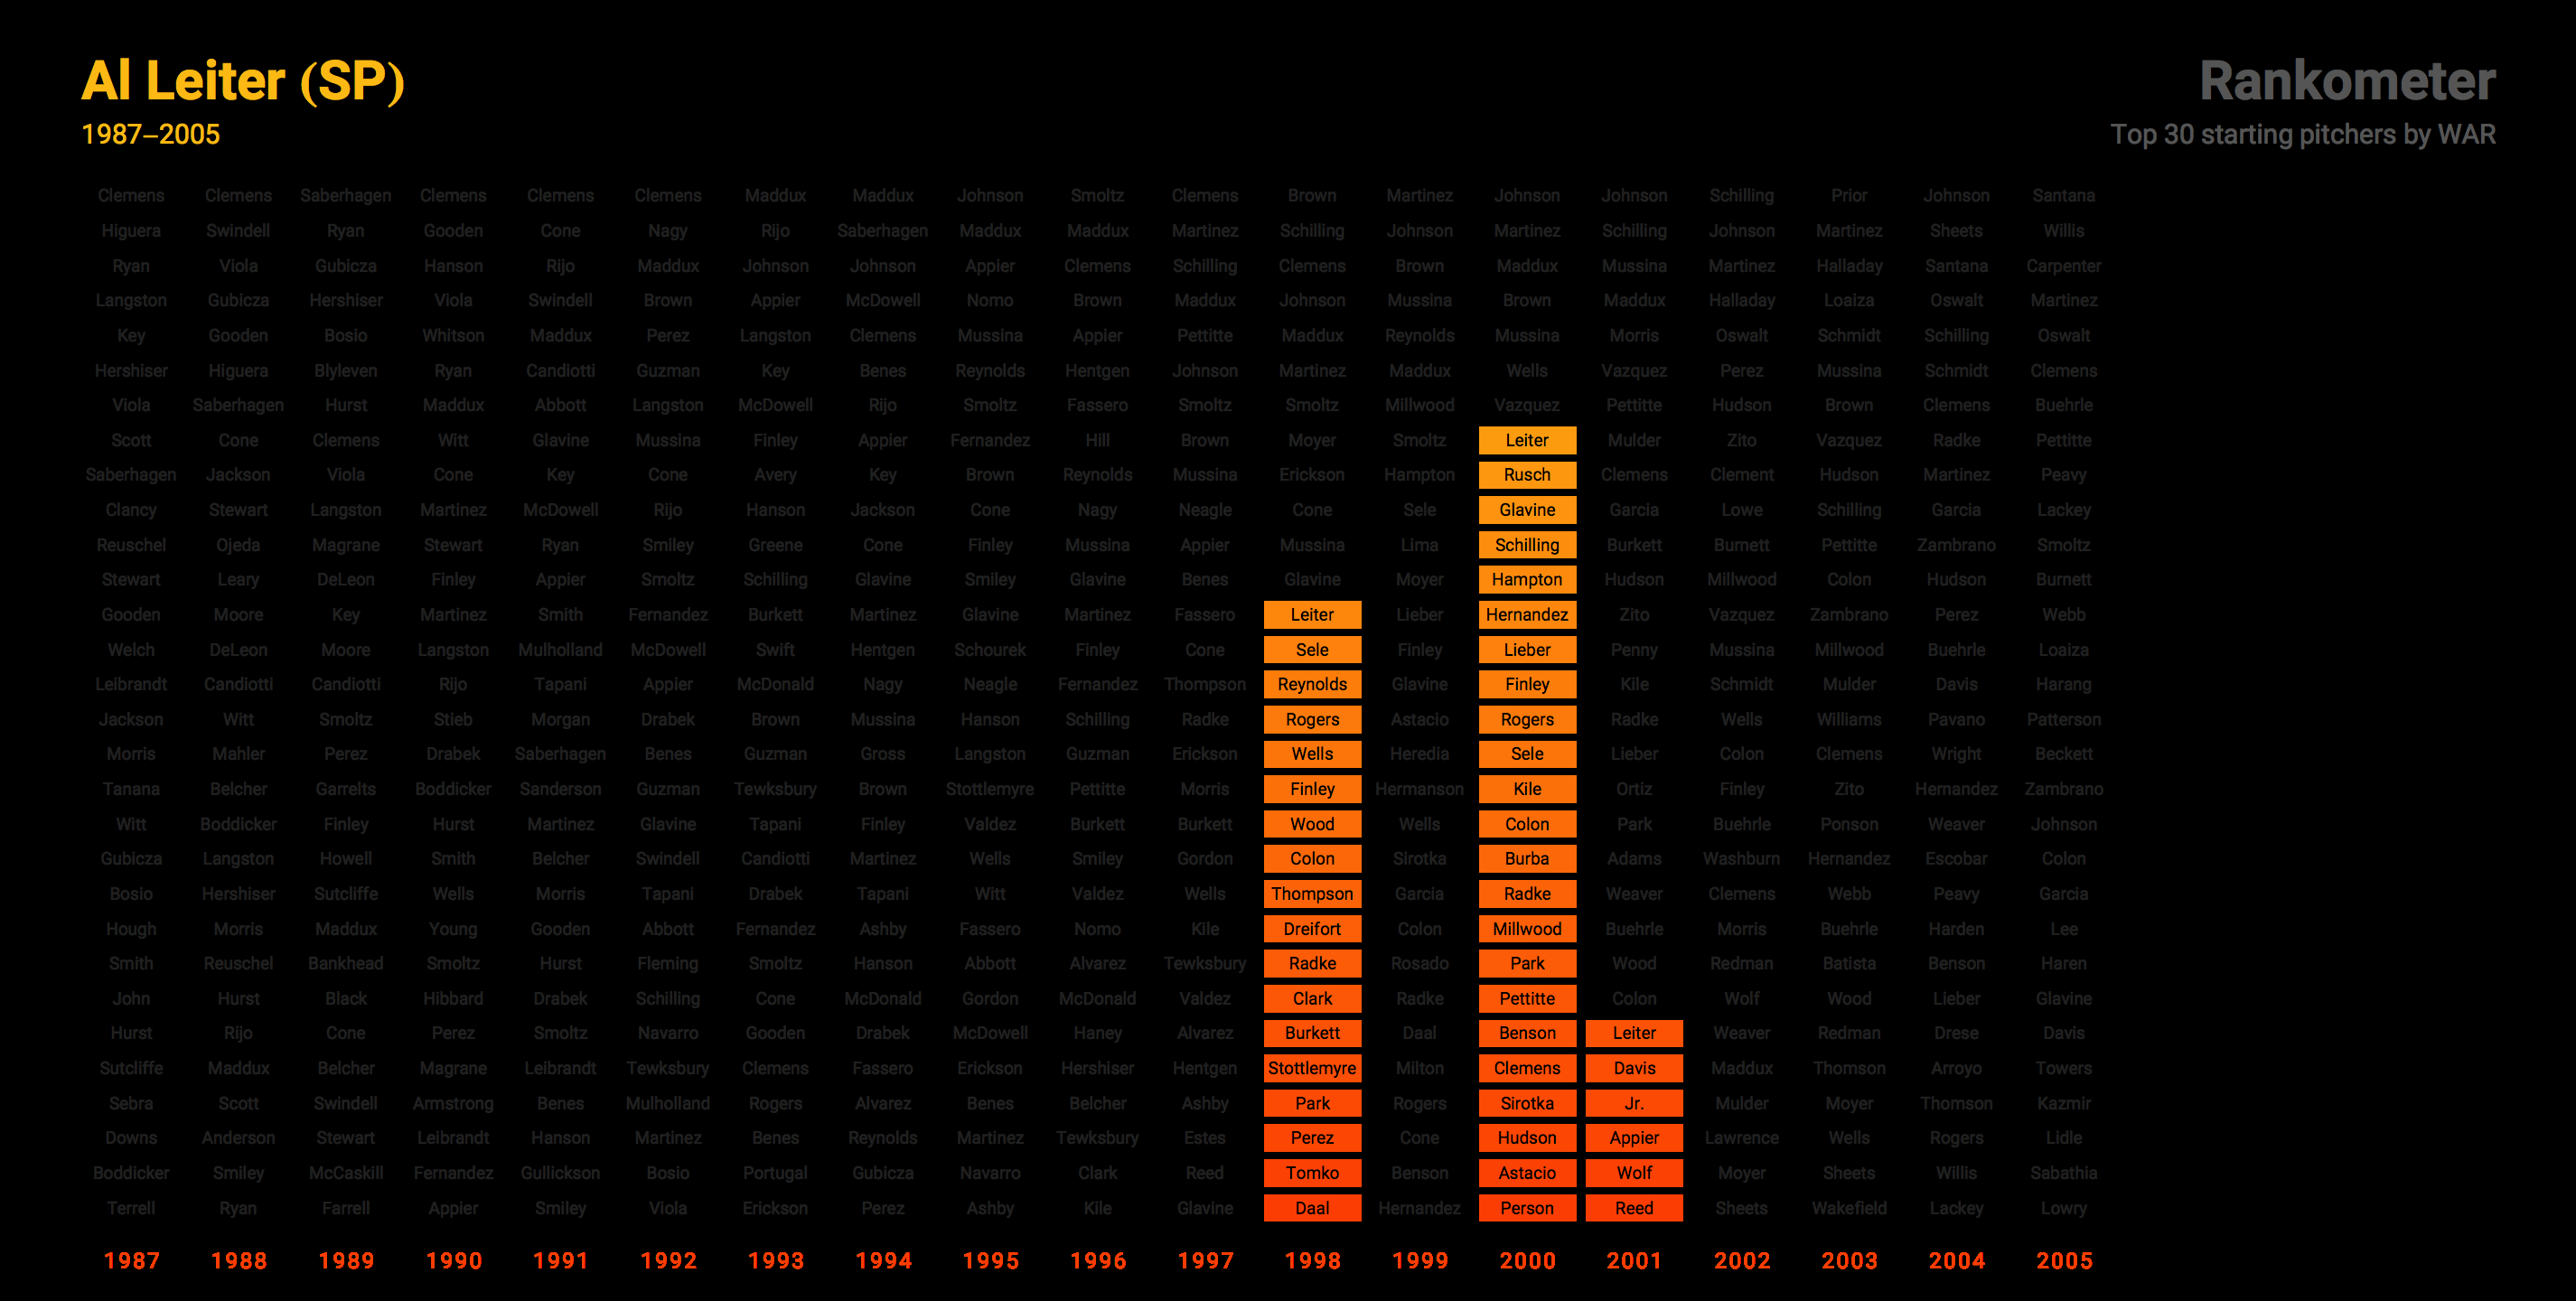 Al Leiter (SP)
1987–2005
Rankometer
Top 30 starting pitchers by WAR
Clemens Clemens Saberhagen Clemens Clemens Clemens Maddux Maddux Johnson Smoltz Clemens Brown Martinez Johnson Johnson Schilling Prior Johnson Santana
Higuera Swindell Ryan Gooden Cone Nagy Rijo Saberhagen Maddux Maddux Martinez Schilling Johnson Martinez Schilling Johnson Martinez Sheets Willis
Ryan Viola Gubicza Hanson Rijo Maddux Johnson Johnson Appier Clemens Schilling Clemens Brown Maddux Mussina Martinez Halladay Santana Carpenter
Langston Gubicza Hershiser Viola Swindell Brown Appier McDowell Nomo Brown Maddux Johnson Mussina Brown Maddux Halladay Loaiza Oswalt Martinez
Key Gooden Bosio Whitson Maddux Perez Langston Clemens Mussina Appier Pettitte Maddux Reynolds Mussina Morris Oswalt Schmidt Schilling Oswalt
Hershiser Higuera Blyleven Ryan Candiotti Guzman Key Benes Reynolds Hentgen Johnson Martinez Maddux Wells Vazquez Perez Mussina Schmidt Clemens
Viola Saberhagen Hurst Maddux Abbott Langston McDowell Rijo Smoltz Fassero Smoltz Smoltz Millwood Vazquez Pettitte Hudson Brown Clemens Buehrle
Scott Cone Clemens Witt Glavine Mussina Finley Appier Fernandez Hill Brown Moyer Smoltz Leiter Mulder Zito Vazquez Radke Pettitte
Saberhagen Jackson Viola Cone Key Cone Avery Key Brown Reynolds Mussina Erickson Hampton Rusch Clemens Clement Hudson Martinez Peavy
Clancy Stewart Langston Martinez McDowell Rijo Hanson Jackson Cone Nagy Neagle Cone Sele Glavine Garcia Lowe Schilling Garcia Lackey
Reuschel Ojeda Magrane Stewart Ryan Smiley Greene Cone Finley Mussina Appier Mussina Lima Schilling Burkett Burnett Pettitte Zambrano Smoltz
Stewart Leary DeLeon Finley Appier Smoltz Schilling Glavine Smiley Glavine Benes Glavine Moyer Hampton Hudson Millwood Colon Hudson Burnett
Gooden Moore Key Martinez Smith Fernandez Burkett Martinez Glavine Martinez Fassero Leiter Lieber Hernandez Zito Vazquez Zambrano Perez Webb
Welch DeLeon Moore Langston Mulholland McDowell Swift Hentgen Schourek Finley Cone Sele Finley Lieber Penny Mussina Millwood Buehrle Loaiza
Leibrandt Candiotti Candiotti Rijo Tapani Appier McDonald Nagy Neagle Fernandez Thompson Reynolds Glavine Finley Kile Schmidt Mulder Davis Harang
Jackson Witt Smoltz Stieb Morgan Drabek Brown Mussina Hanson Schilling Radke Rogers Astacio Rogers Radke Wells Williams Pavano Patterson
Morris Mahler Perez Drabek Saberhagen Benes Guzman Gross Langston Guzman Erickson Wells Heredia Sele Lieber Colon Clemens Wright Beckett
Tanana Belcher Garrelts Boddicker Sanderson Guzman Tewksbury Brown Stottlemyre Pettitte Morris Finley Hermanson Kile Ortiz Finley Zito Hernandez Zambrano
Witt Boddicker Finley Hurst Martinez Glavine Tapani Finley Valdez Burkett Burkett Wood Wells Colon Park Buehrle Ponson Weaver Johnson
Gubicza Langston Howell Smith Belcher Swindell Candiotti Martinez Wells Smiley Gordon Colon Sirotka Burba Adams Washburn Hernandez Escobar Colon
Bosio Hershiser Sutcliffe Wells Morris Tapani Drabek Tapani Witt Valdez Wells Thompson Garcia Radke Weaver Clemens Webb Peavy Garcia
Hough Morris Maddux Young Gooden Abbott Fernandez Ashby Fassero Nomo Kile Dreifort Colon Millwood Buehrle Morris Buehrle Harden Lee
Smith Reuschel Bankhead Smoltz Hurst Fleming Smoltz Hanson Abbott Alvarez Tewksbury Radke Rosado Park Wood Redman Batista Benson Haren
John Hurst Black Hibbard Drabek Schilling Cone McDonald Gordon McDonald Valdez Clark Radke Pettitte Colon Wolf Wood Lieber Glavine
Hurst Rijo Cone Perez Smoltz Navarro Gooden Drabek McDowell Haney Alvarez Burkett Daal Benson Leiter Weaver Redman Drese Davis
Sutcliffe Maddux Belcher Magrane Leibrandt Tewksbury Clemens Fassero Erickson Hershiser Hentgen Stottlemyre Milton Clemens Davis Maddux Thomson Arroyo Towers
Sebra Scott Swindell Armstrong Benes Mulholland Rogers Alvarez Benes Belcher Ashby Park Rogers Sirotka Jr. Mulder Moyer Thomson Kazmir
Downs Anderson Stewart Leibrandt Hanson Martinez Benes Reynolds Martinez Tewksbury Estes Perez Cone Hudson Appier Lawrence Wells Rogers Lidle
Boddicker Smiley McCaskill Fernandez Gullickson Bosio Portugal Gubicza Navarro Clark Reed Tomko Benson Astacio Wolf Moyer Sheets Willis Sabathia
Terrell Ryan Farrell Appier Smiley Viola Erickson Perez Ashby Kile Glavine Daal Hernandez Person Reed Sheets Wakefield Lackey Lowry
1987 1988 1989 1990 1991 1992 1993 1994 1995 1996 1997 1998 1999 2000 2001 2002 2003 2004 2005